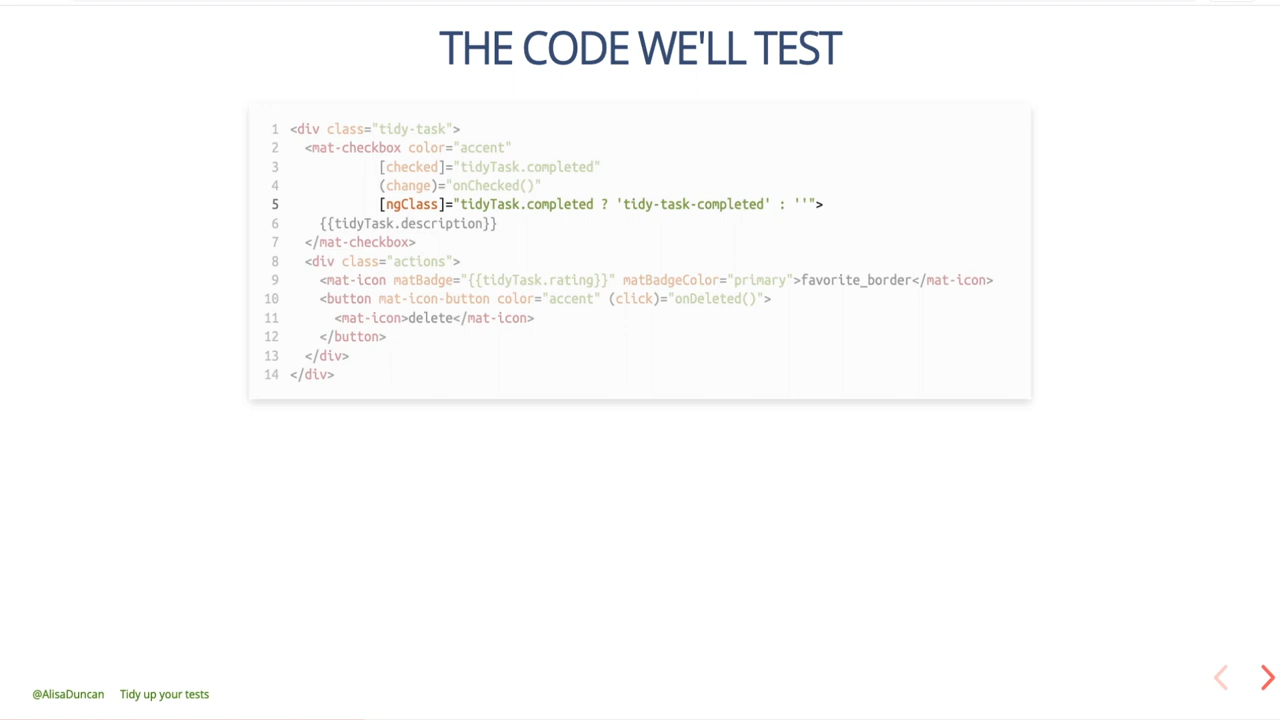 THE CODE WE'LL TEST
1 <div class="tidy-task">
2 <mat-checkbox color="accent"
3 [checked]="tidyTask.completed"
4 (change)="onChecked()"
5 [ngClass]="tidyTask.completed ? 'tidy-task-completed' : ''">
6 {{tidyTask.description}}
7 </mat-checkbox>
8 <div class="actions">
9 <mat-icon matBadge="{{tidyTask.rating}}" matBadgeColor="primary">favorite_border</mat-icon>
10 <button mat-icon-button color="accent" (click)="onDeleted()">
11 <mat-icon>delete</mat-icon>
12 </button>
13 </div>
14 </div>
@AlisaDuncan Tidy up your tests